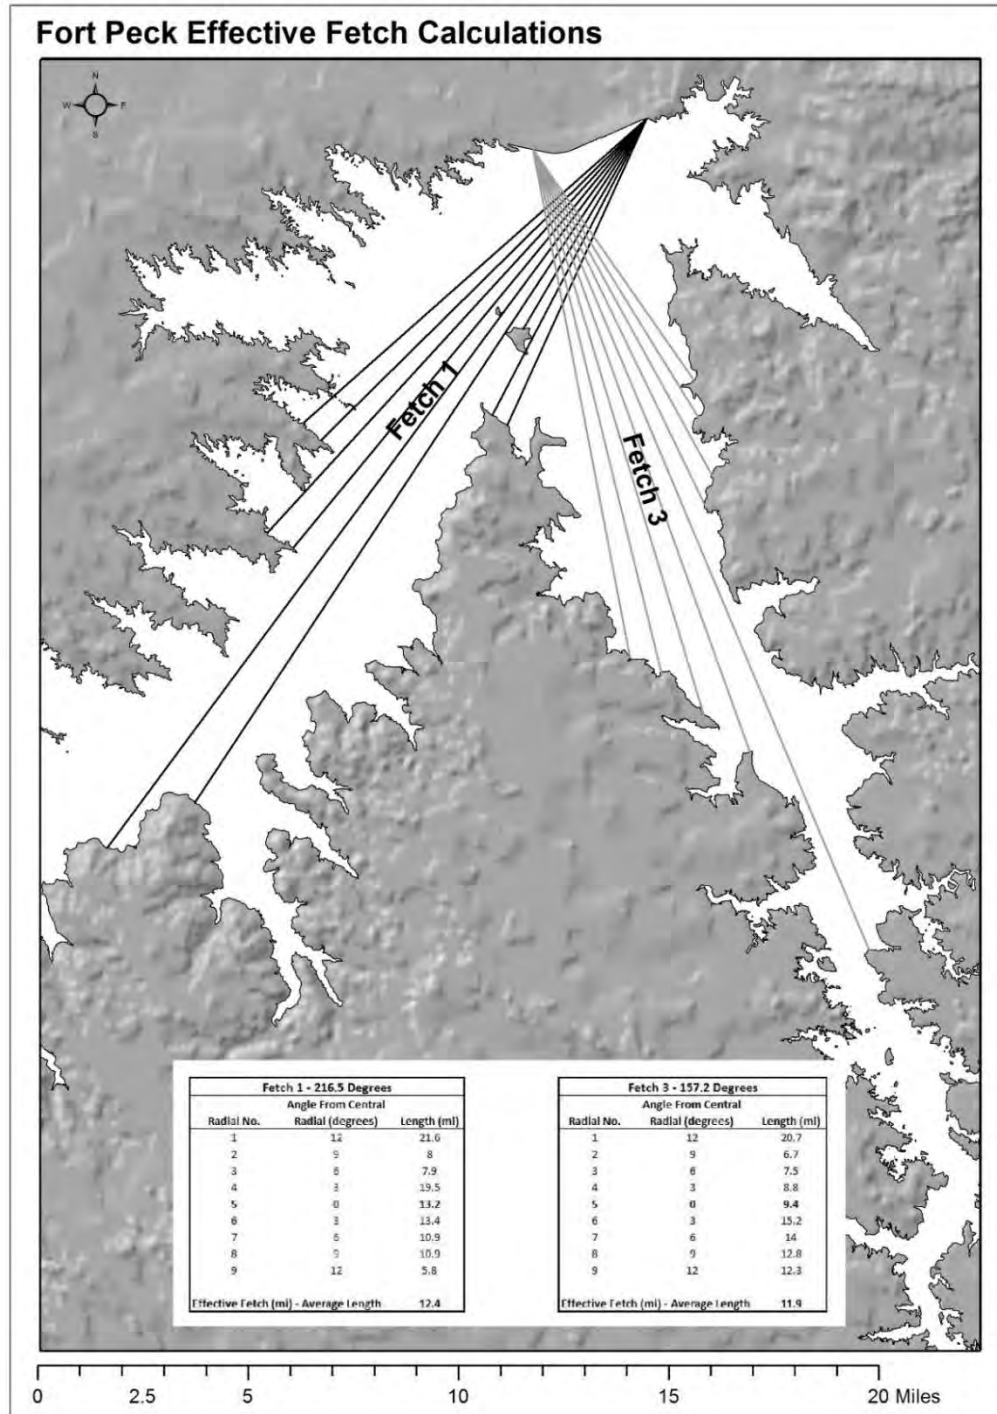 Fort Peck Effective Fetch Calculations
N
W E
S
Fetch 1
Fetch 3
Fetch 1 - 216.5 Degrees
Angle From Central
Radial No. Radial (degrees) Length (mi)
1 12 21.6
2 9 8
3 6 7.9
4 3 19.5
5 0 13.2
6 3 13.4
7 6 10.9
8 9 10.9
9 12 5.8
Effective Fetch (mi) - Average Length 12.4
Fetch 3 - 157.2 Degrees
Angle From Central
Radial No. Radial (degrees) Length (mi)
1 12 20.7
2 9 6.7
3 6 7.5
4 3 8.8
5 0 9.4
6 3 15.2
7 6 14
8 9 12.8
9 12 12.3
Effective Fetch (mi) - Average Length 11.9
0 2.5 5 10 15 20 Miles